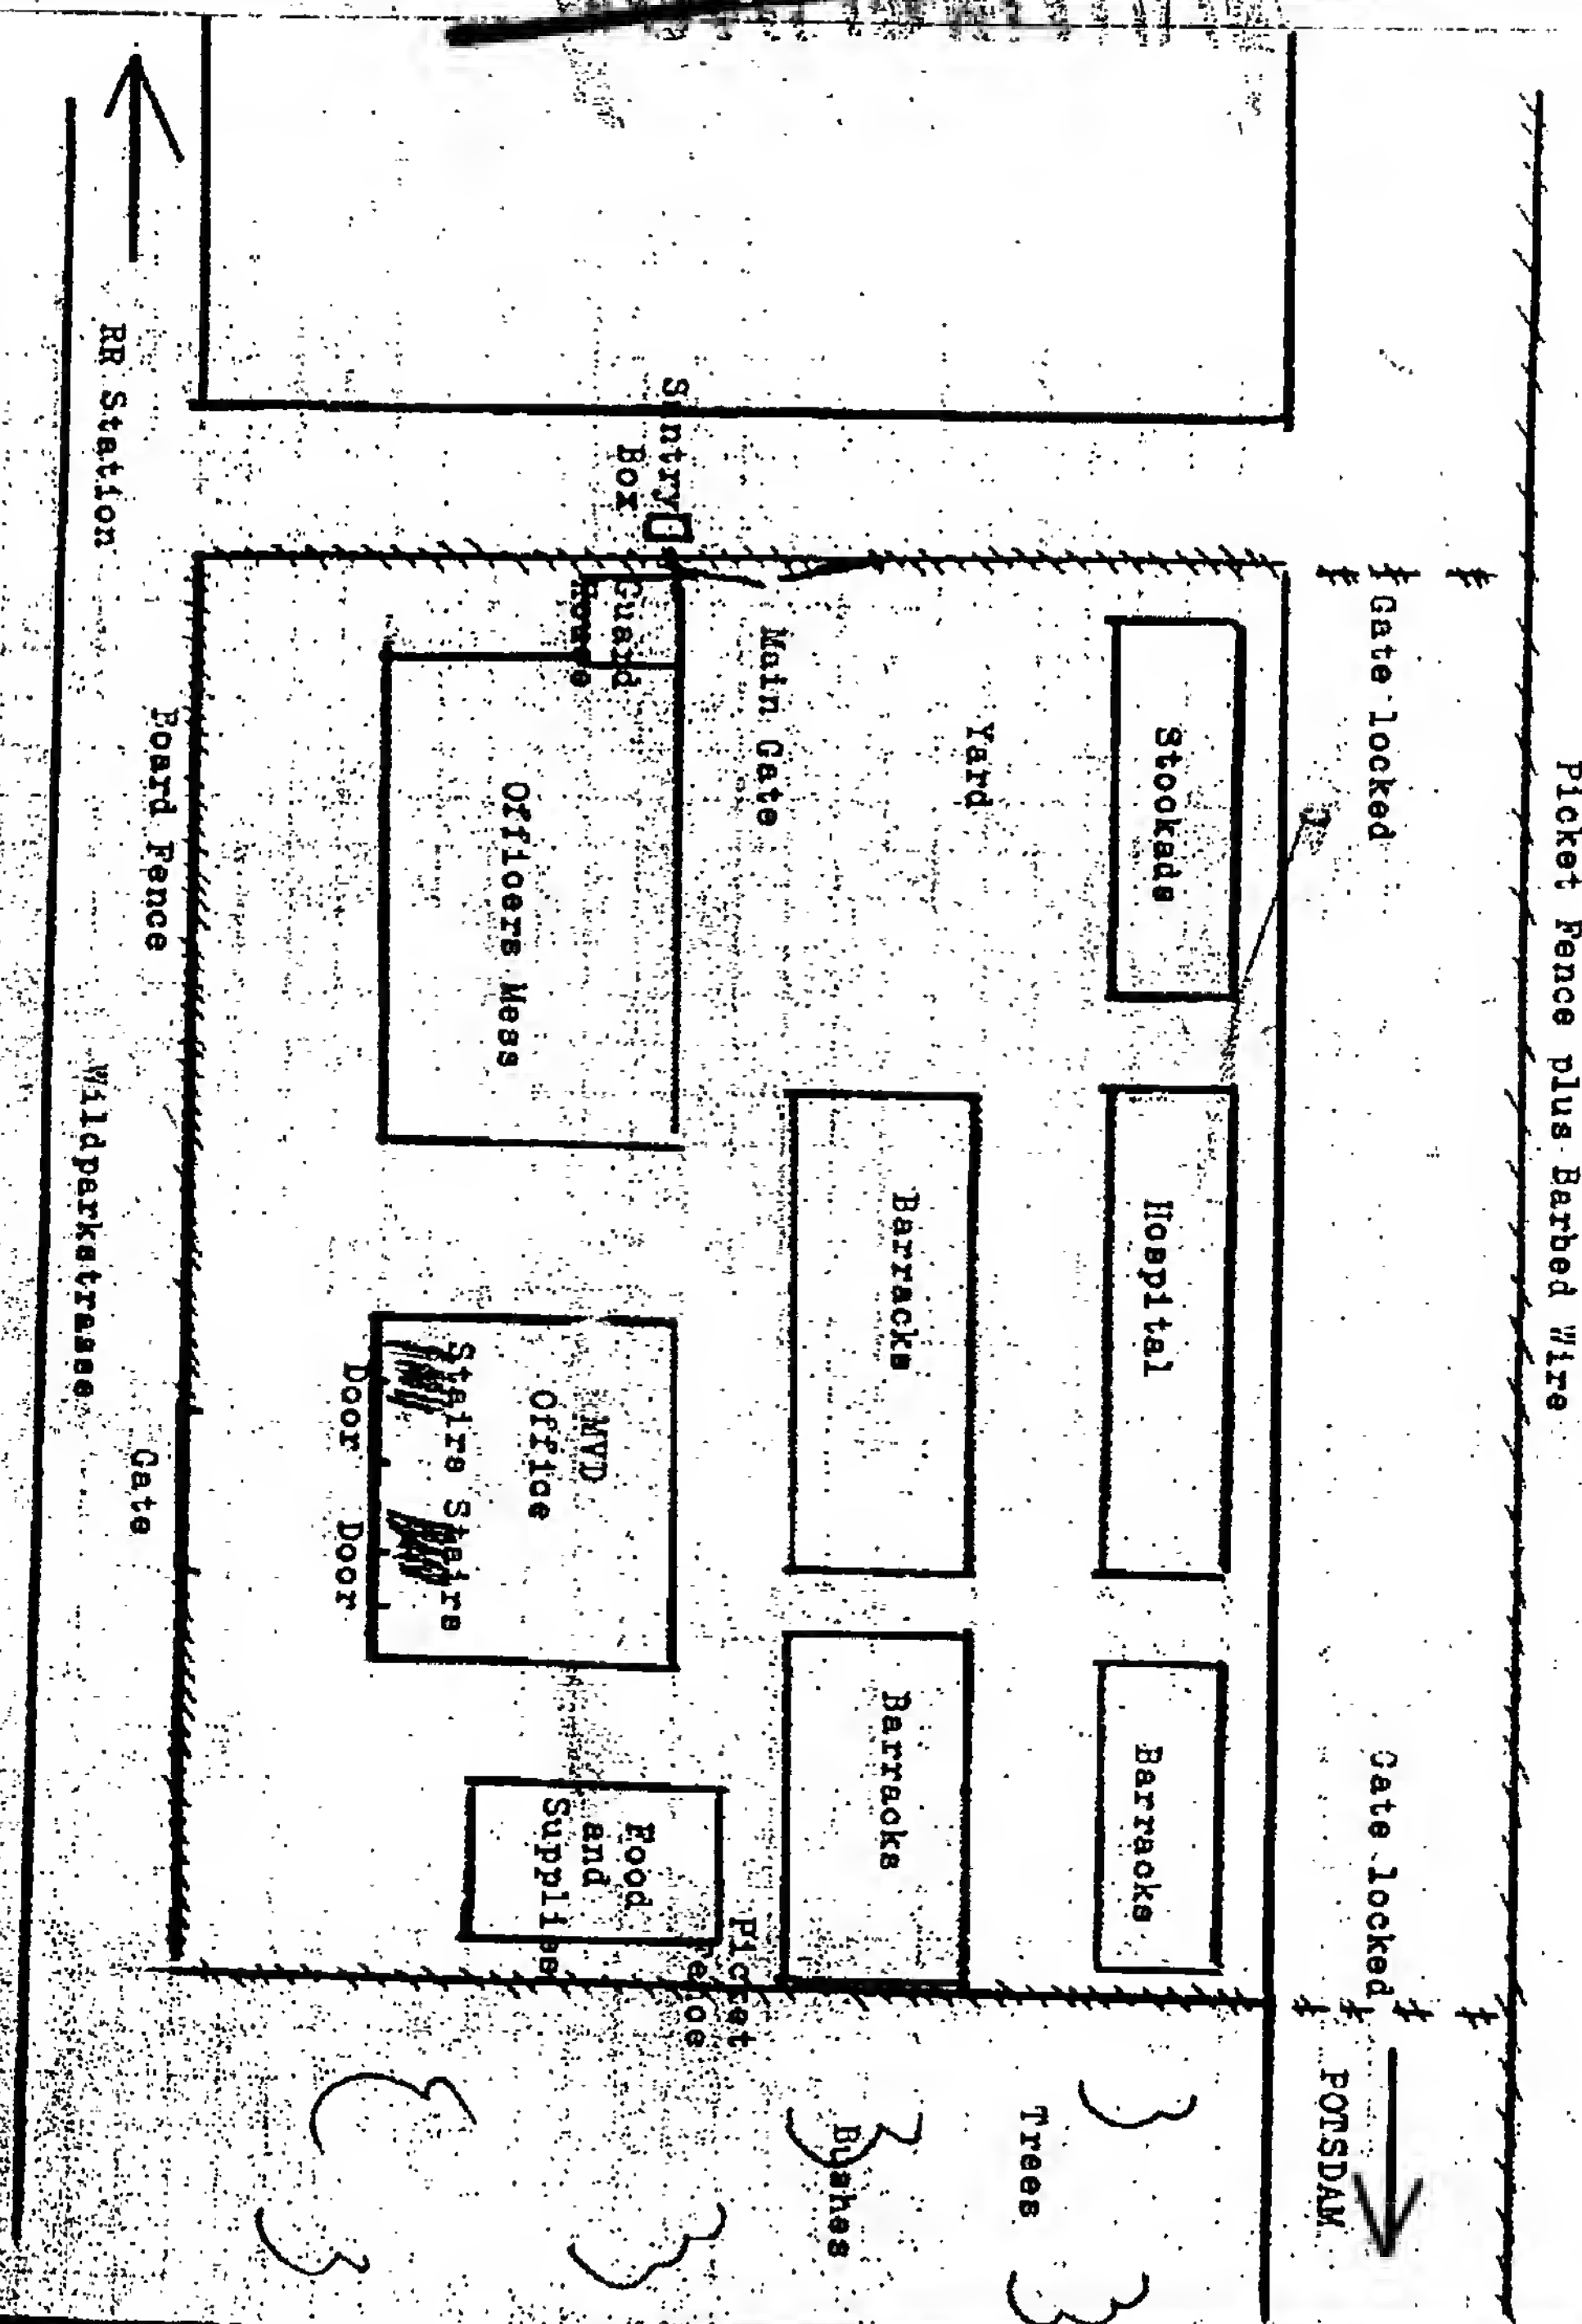 Picket Fence plus Barbed Wire
Gate locked
Gate locked
POTSDAM
Stockade
Hospital
Barracks
Yard
Trees
Barracks
Barracks
Bushes
Main Gate
Picket
Fence
Sentry
Box
Guard
House
Food
and
Supplies
MVD
Office
Officers Mess
Stairs Stairs
Door Door
Board Fence
Gate
RR Station
Wildparkstrasse